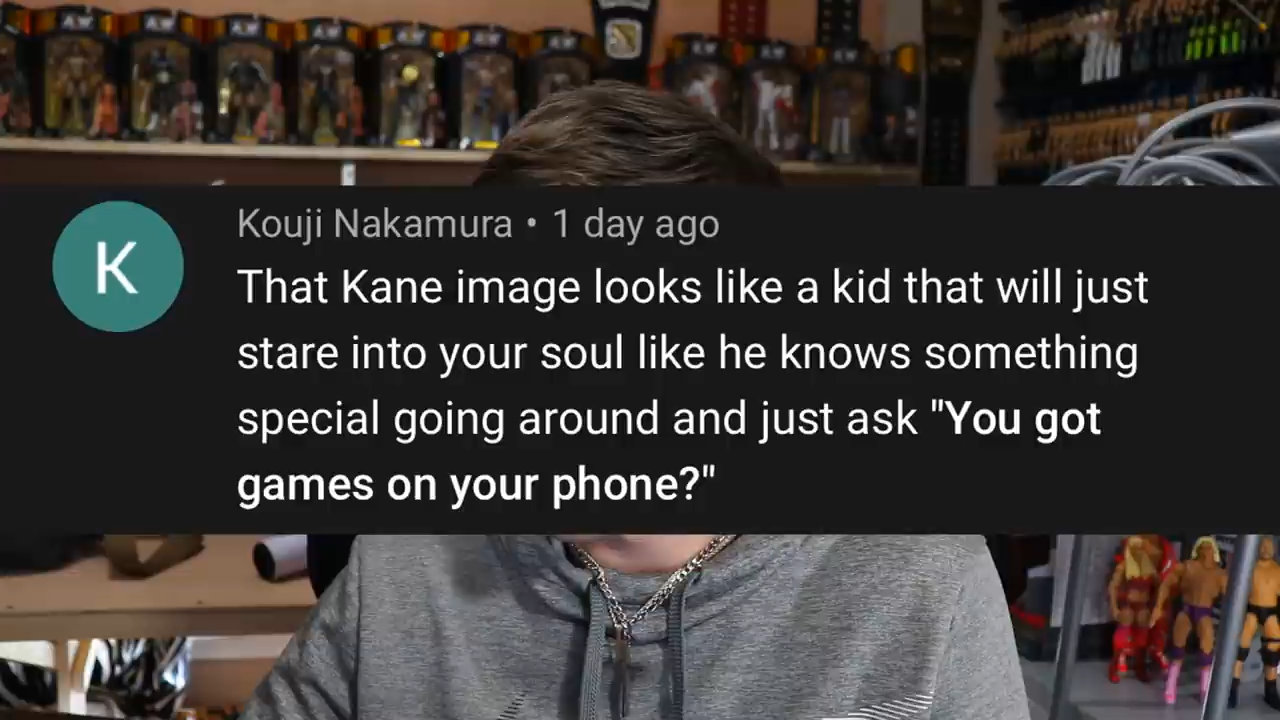 K
Kouji Nakamura • 1 day ago
That Kane image looks like a kid that will just
stare into your soul like he knows something
special going around and just ask "You got
games on your phone?"